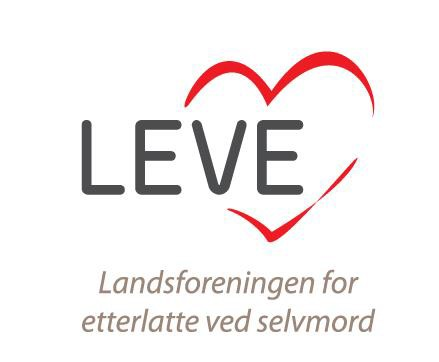 LEVE
Landsforeningen for
etterlatte ved selvmord